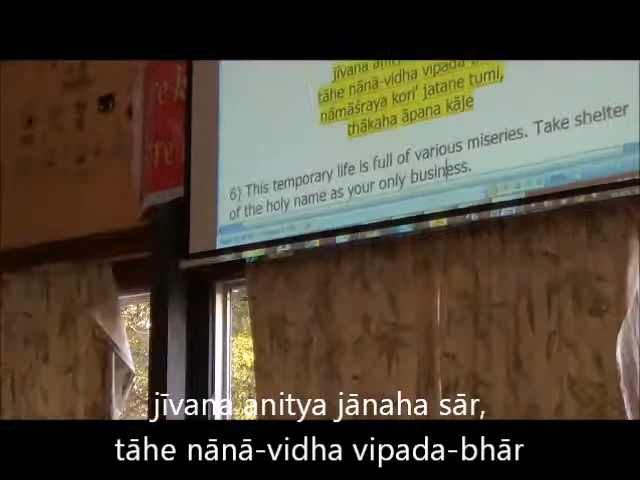 jīvana
tāhe nānā-vidha vipada
nāmāśraya kori' jatane tumi,
thākaha āpana kāje
6) This temporary life is full of various miseries. Take shelter
of the holy name as your only business.
jīvana anitya jānaha sār,
tāhe nānā-vidha vipada-bhār